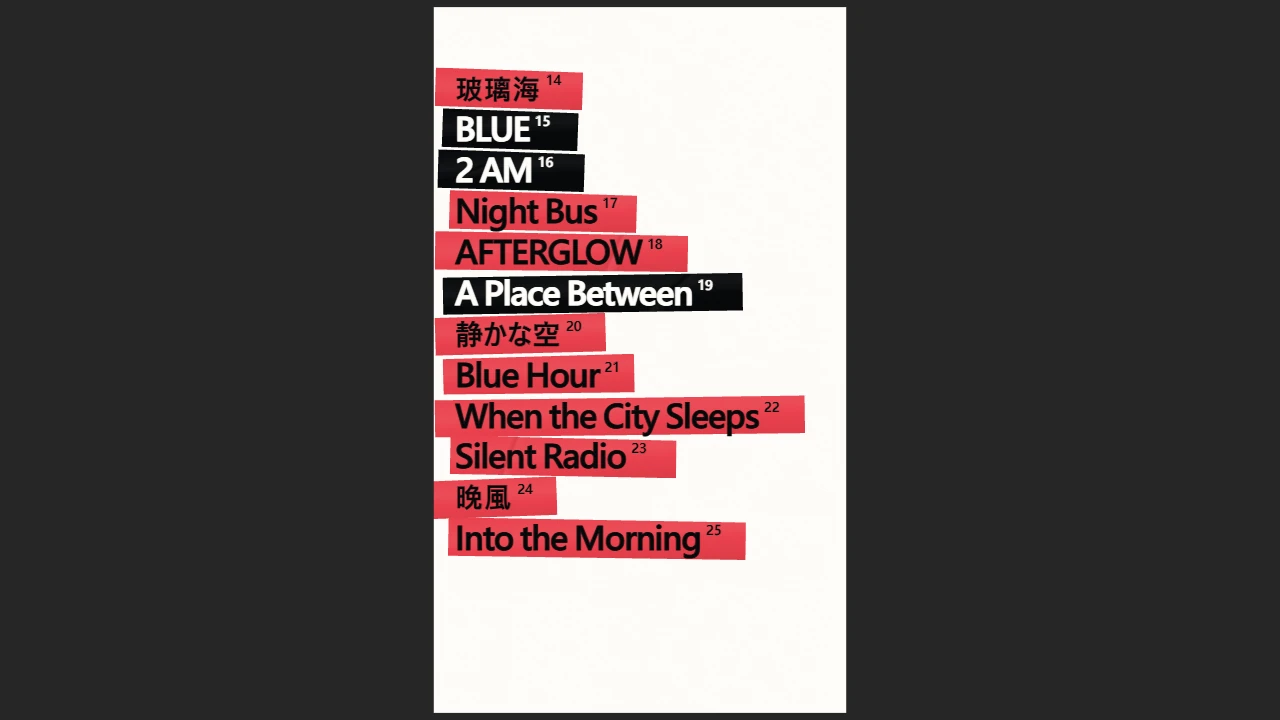 玻璃海 14
BLUE 15
2 AM 16
Night Bus 17
AFTERGLOW 18
A Place Between 19
静かな空 20
Blue Hour 21
When the City Sleeps 22
Silent Radio 23
晚風 24
Into the Morning 25